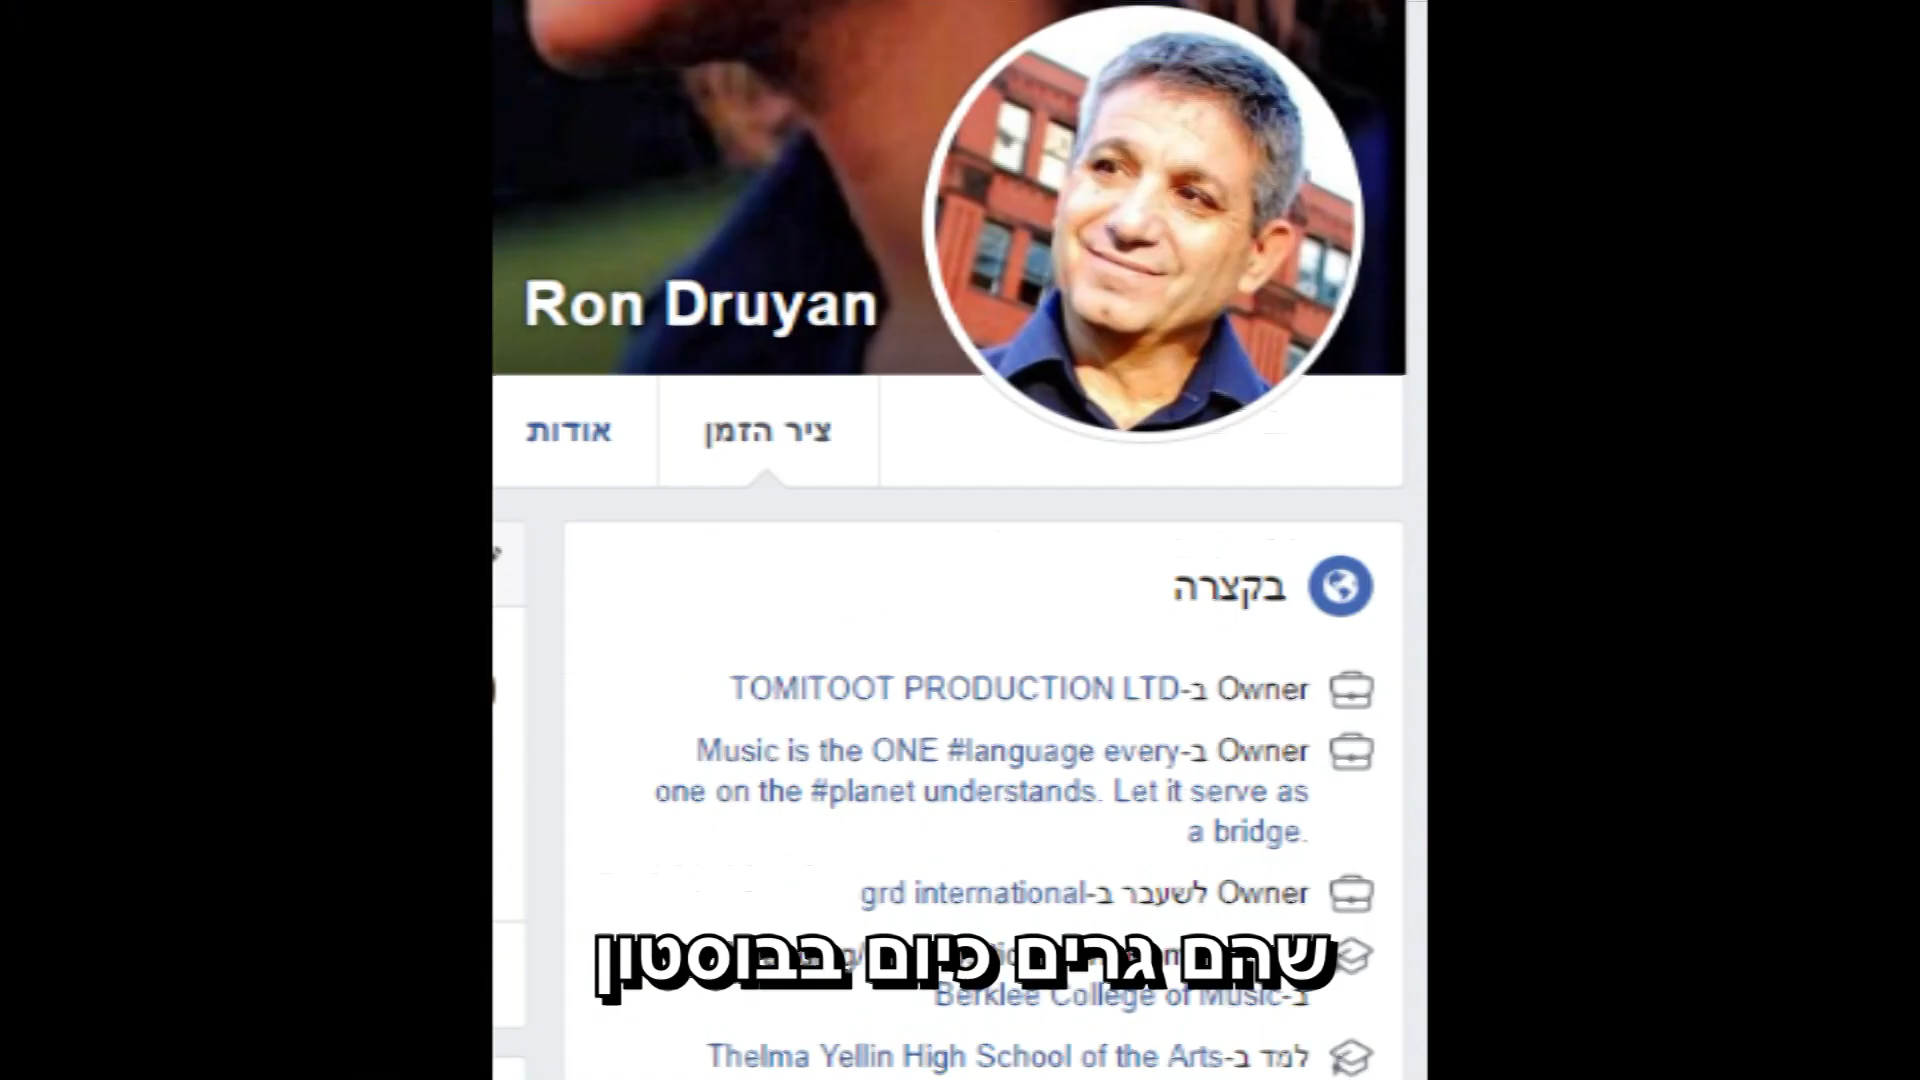 Ron Druyan
ציר הזמן
אודות
בקצרה
Owner ב-TOMITOOT PRODUCTION LTD
Owner ב-Music is the ONE #language every
one on the #planet understands. Let it serve as
a bridge.
Owner לשעבר ב-grd international
שהם גרים כיום בבוסטון
ב-Berklee College of Music
למד ב-Thelma Yellin High School of the Arts